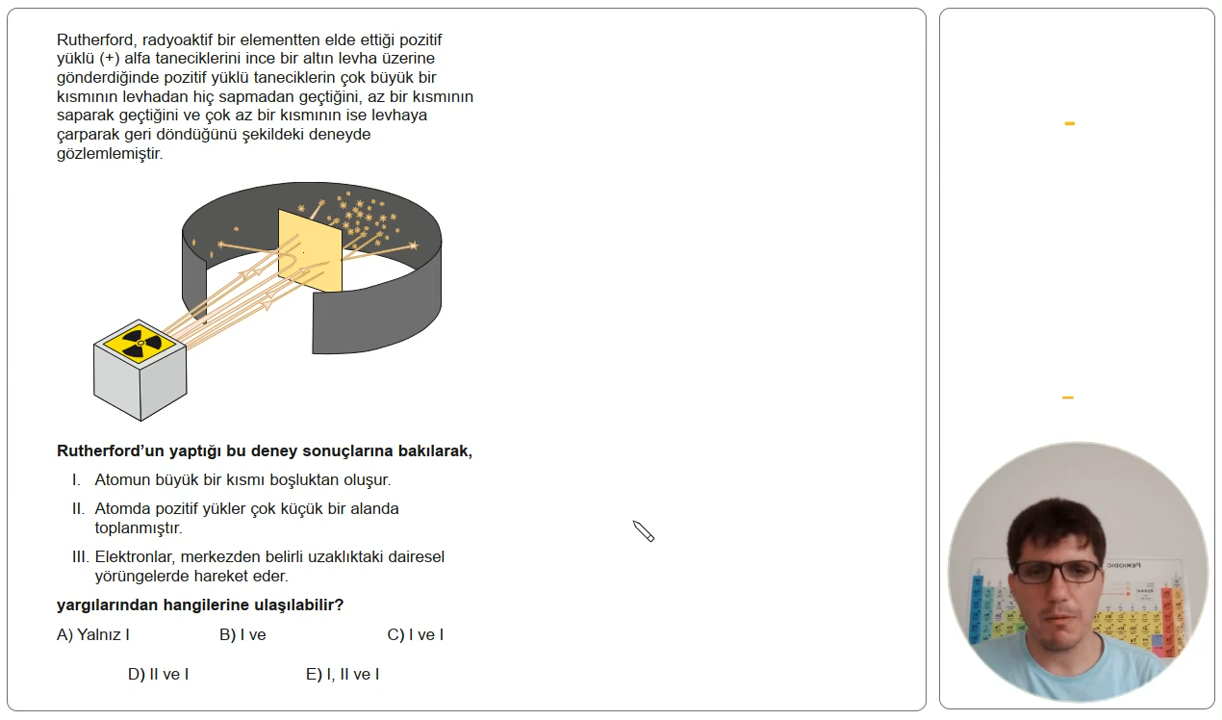 Rutherford, radyoaktif bir elementten elde ettiği pozitif
yüklü (+) alfa taneciklerini ince bir altın levha üzerine
gönderdiğinde pozitif yüklü taneciklerin çok büyük bir
kısmının levhadan hiç sapmadan geçtiğini, az bir kısmının
saparak geçtiğini ve çok az bir kısmının ise levhaya
çarparak geri döndüğünü şekildeki deneyde
gözlemlemiştir.
Rutherford’un yaptığı bu deney sonuçlarına bakılarak,
I. Atomun büyük bir kısmı boşluktan oluşur.
II. Atomda pozitif yükler çok küçük bir alanda
toplanmıştır.
III. Elektronlar, merkezden belirli uzaklıktaki dairesel
yörüngelerde hareket eder.
yargılarından hangilerine ulaşılabilir?
A) Yalnız I
B) I ve
C) I ve I
D) II ve I
E) I, II ve I
PERIODIC